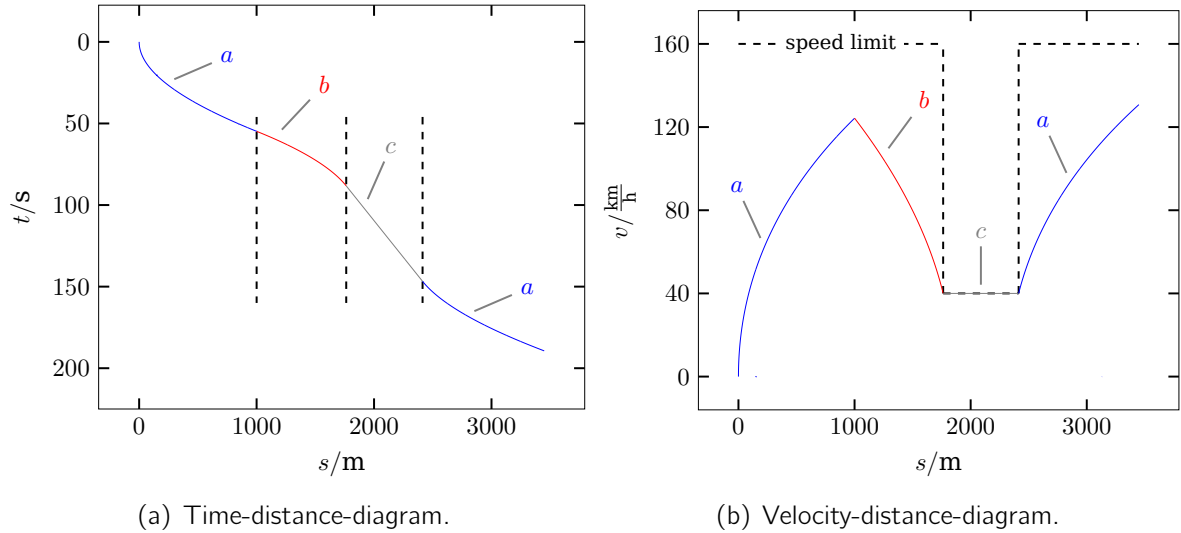 0
50
100
150
200
t/s
a
b
c
a
0 1000 2000 3000
s/m
(a) Time-distance-diagram.
160
120
80
40
0
v/km/h
speed limit
b
a
a
c
0 1000 2000 3000
s/m
(b) Velocity-distance-diagram.